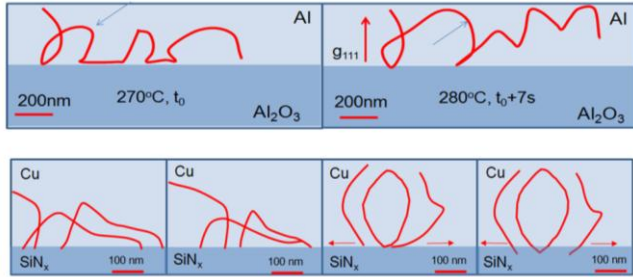 Al
200nm
270°C, t₀
Al₂O₃
Al
g₁₁₁
200nm
280°C, t₀+7s
Al₂O₃
Cu
SiNₓ
100 nm
Cu
SiNₓ
100 nm
Cu
SiNₓ
100 nm
Cu
SiNₓ
100 nm